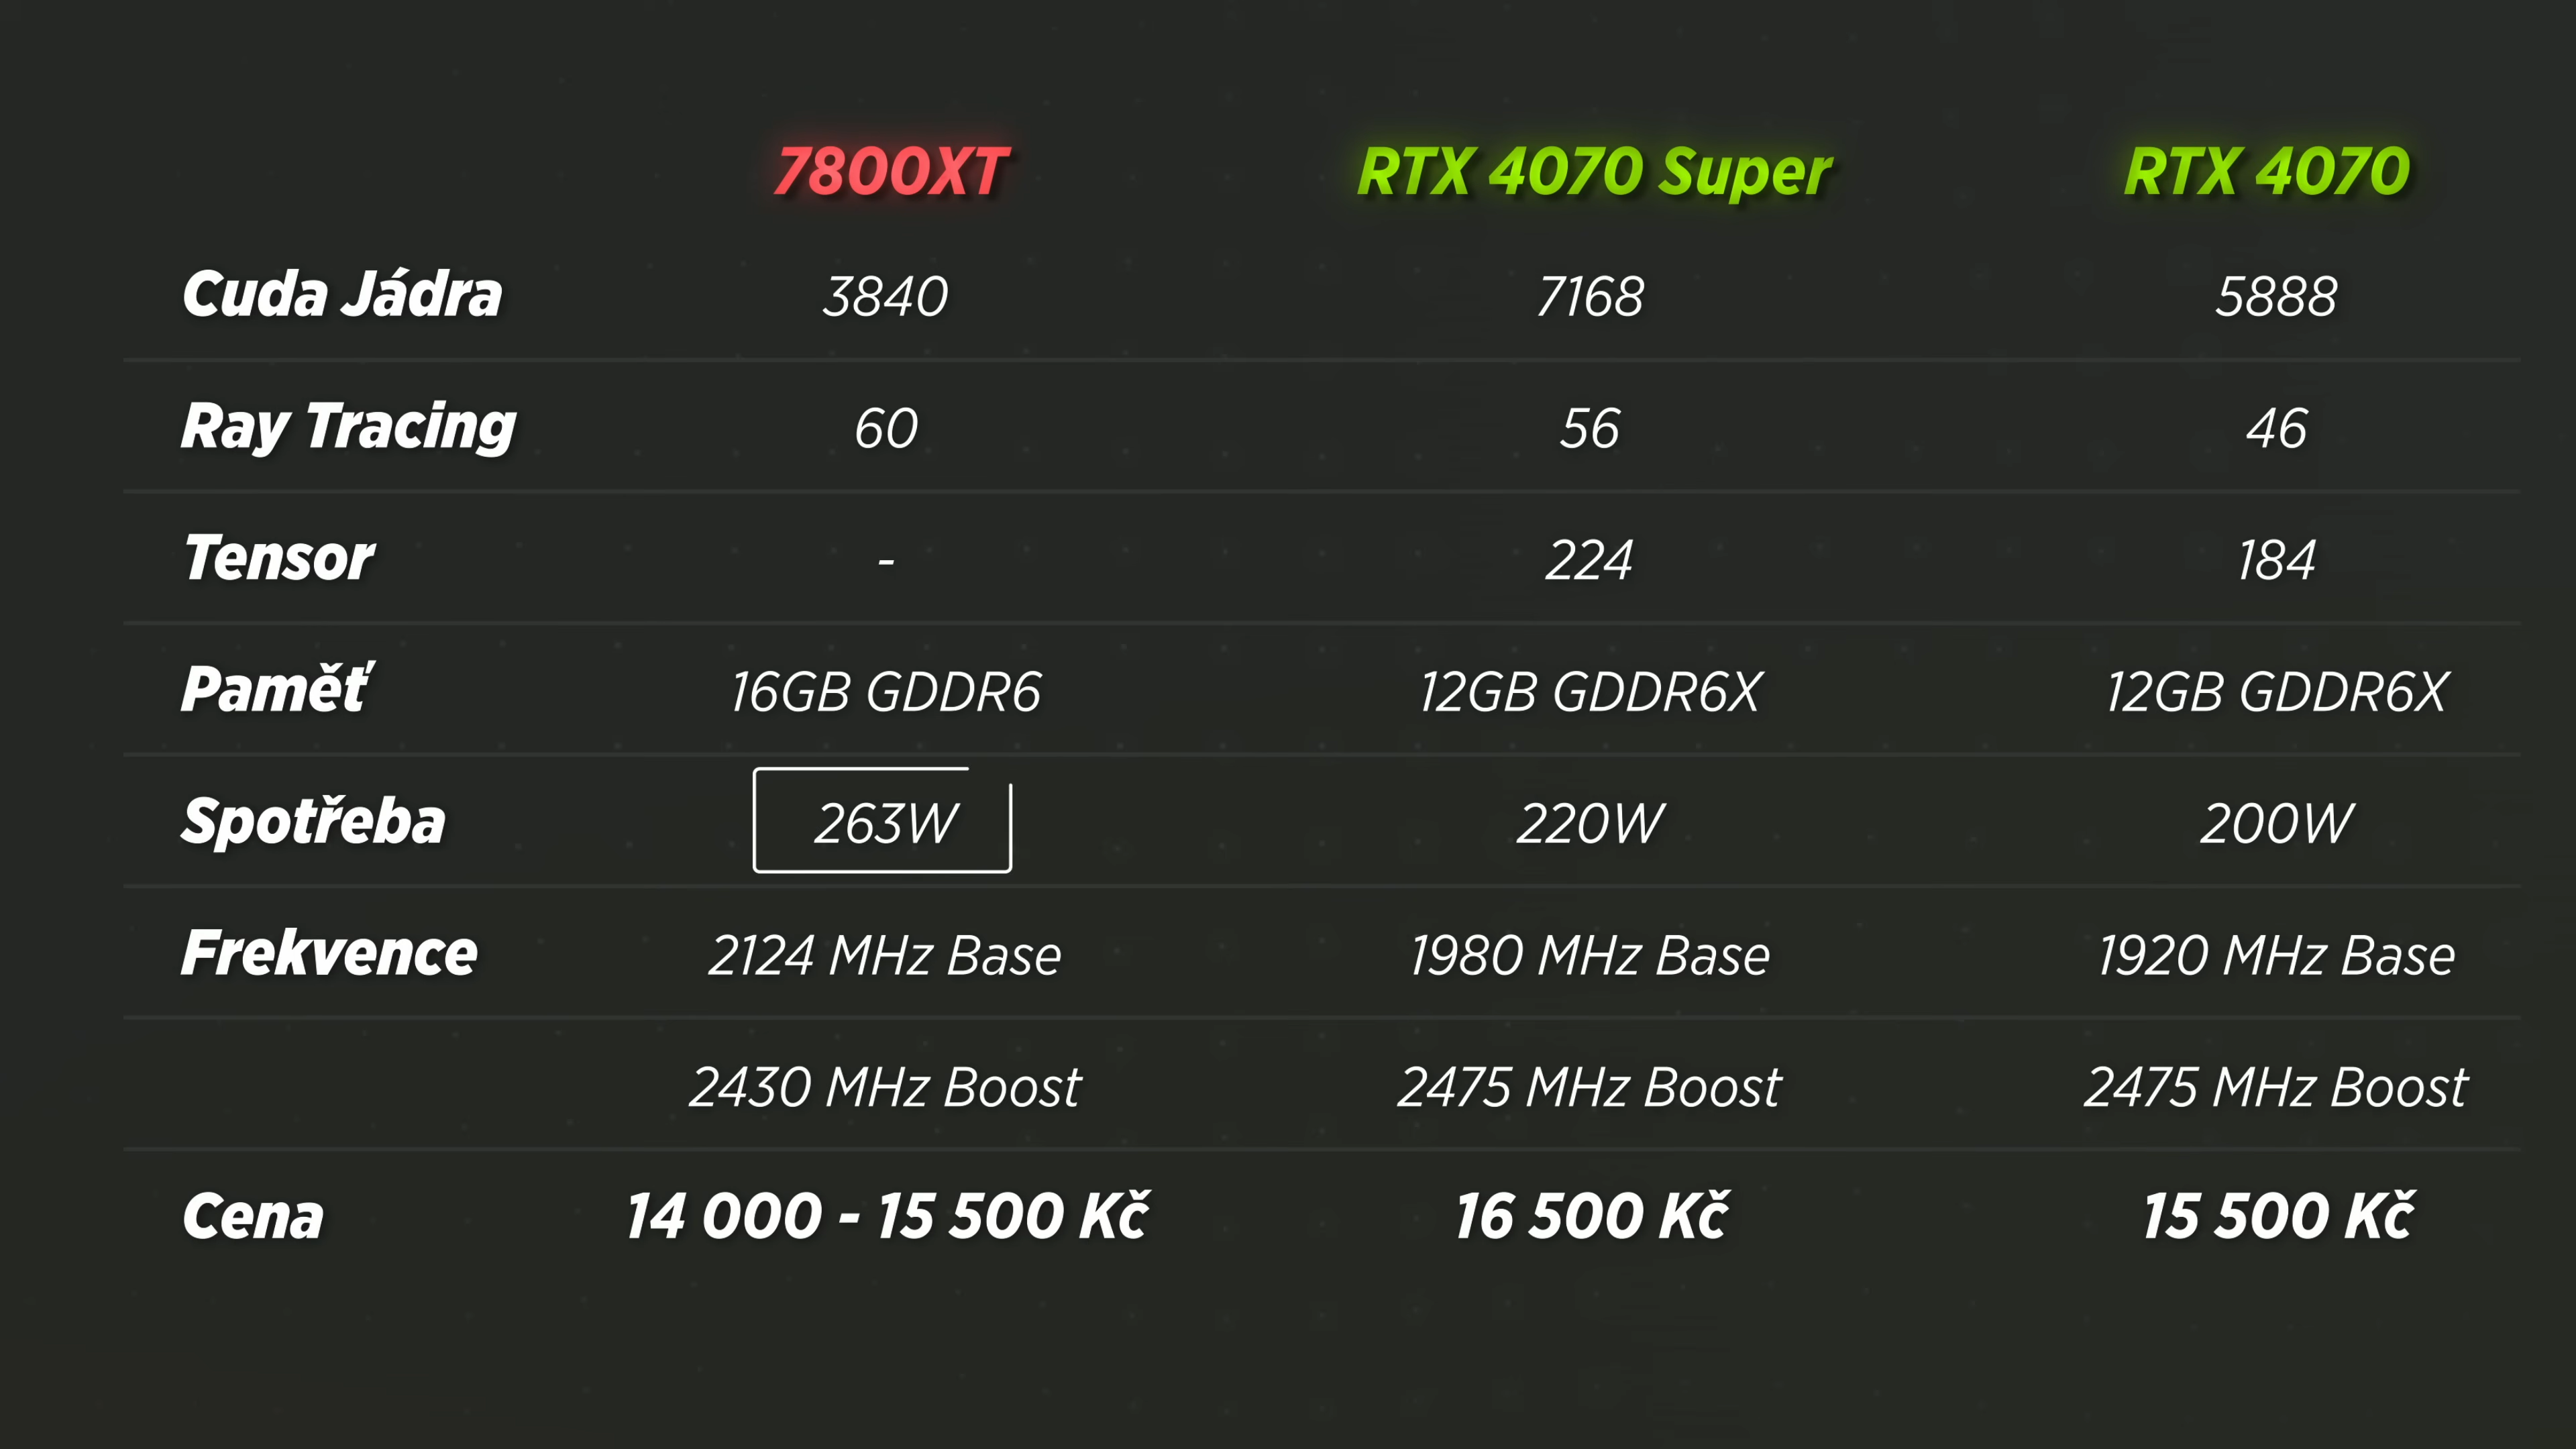 7800XT RTX 4070 Super RTX 4070
Cuda Jádra 3840 7168 5888
Ray Tracing 60 56 46
Tensor - 224 184
Paměť 16GB GDDR6 12GB GDDR6X 12GB GDDR6X
Spotřeba 263W 220W 200W
Frekvence 2124 MHz Base 1980 MHz Base 1920 MHz Base
2430 MHz Boost 2475 MHz Boost 2475 MHz Boost
Cena 14 000 - 15 500 Kč 16 500 Kč 15 500 Kč